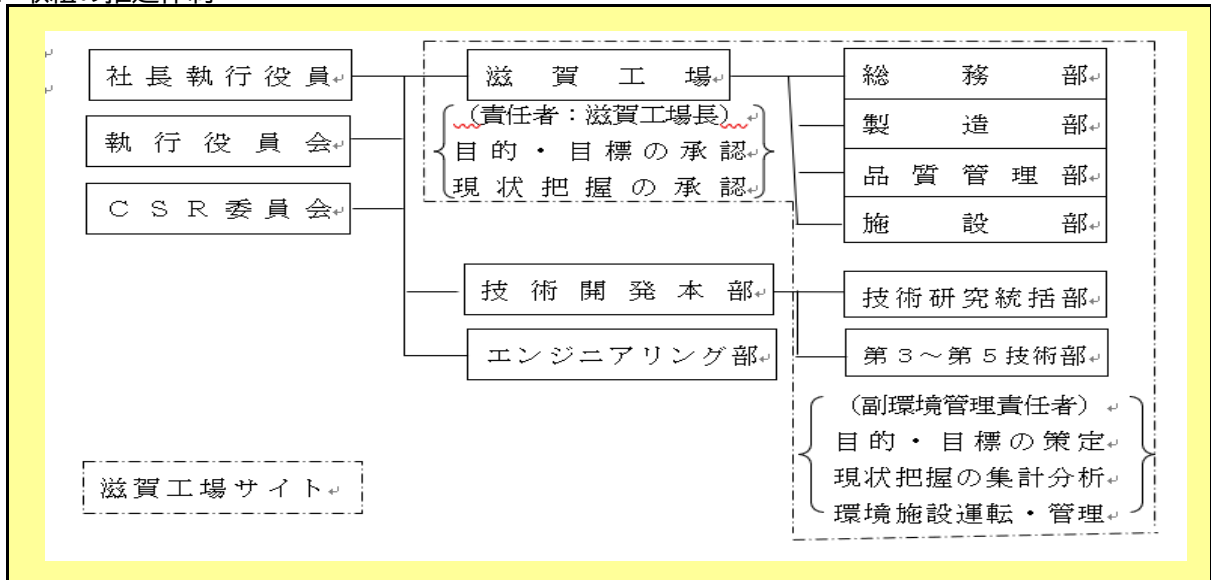 社長執行役員
執行役員会
CSR委員会
滋賀工場
(責任者：滋賀工場長)
目的・目標の承認
現状把握の承認
総務部
製造部
品質管理部
施設部
技術開発本部
エンジニアリング部
技術研究統括部
第３～第５技術部
(副環境管理責任者)
目的・目標の策定
現状把握の集計分析
環境施設運転・管理
滋賀工場サイト